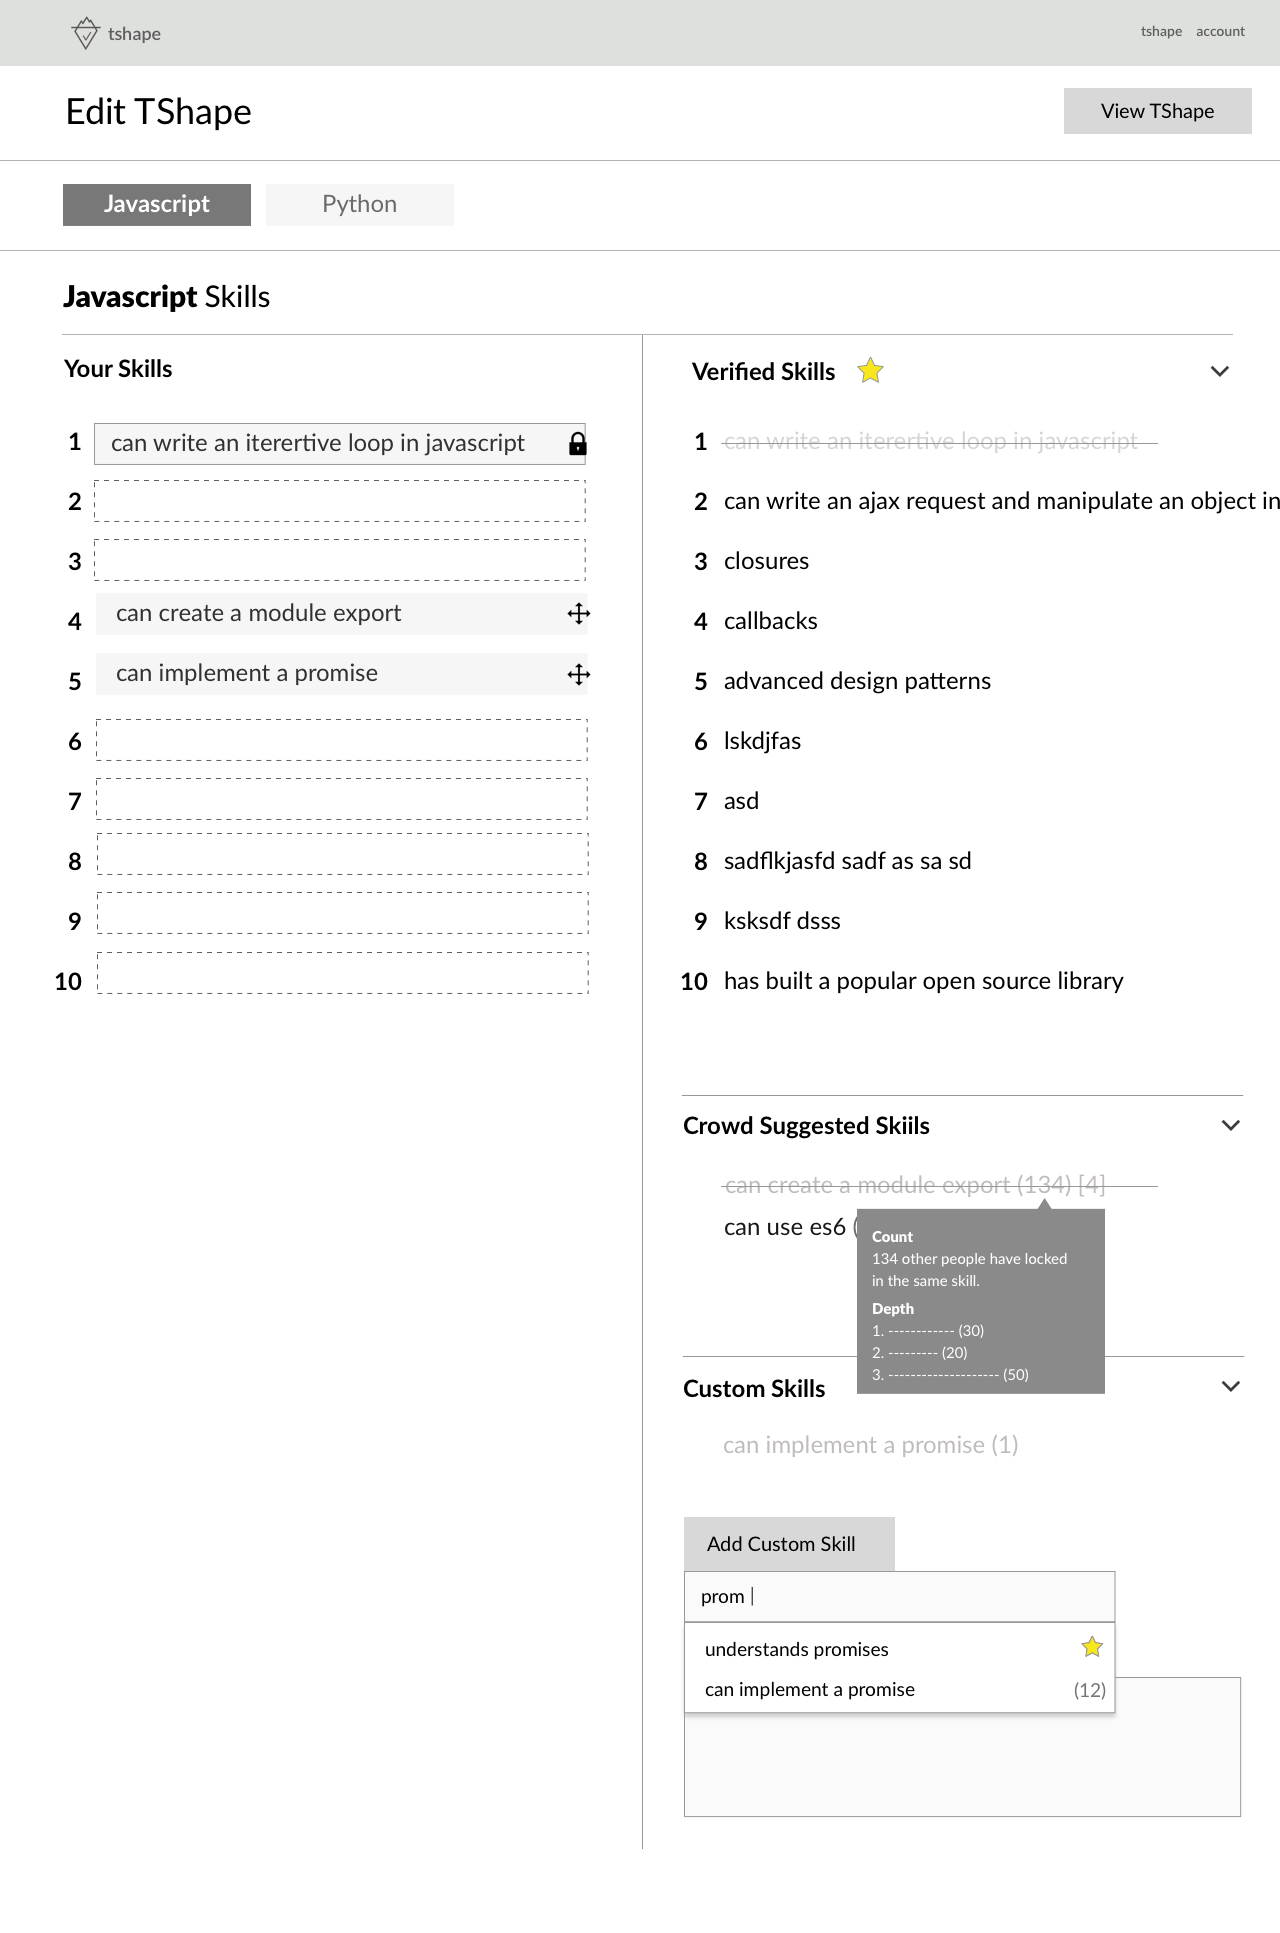 tshape
tshape account
Edit TShape
View TShape
Javascript
Python
Javascript Skills
Your Skills
1 can write an iterertive loop in javascript
2
3
4 can create a module export
5 can implement a promise
6
7
8
9
10
Verified Skills
1 can write an iterertive loop in javascript
2 can write an ajax request and manipulate an object in
3 closures
4 callbacks
5 advanced design patterns
6 lskdjfas
7 asd
8 sadflkjasfd sadf as sa sd
9 ksksdf dsss
10 has built a popular open source library
Crowd Suggested Skiils
can create a module export (134) [4]
can use es6 (
Count
134 other people have locked
in the same skill.
Depth
1. ------------ (30)
2. --------- (20)
3. -------------------- (50)
Custom Skills
can implement a promise (1)
Add Custom Skill
prom |
understands promises
can implement a promise (12)